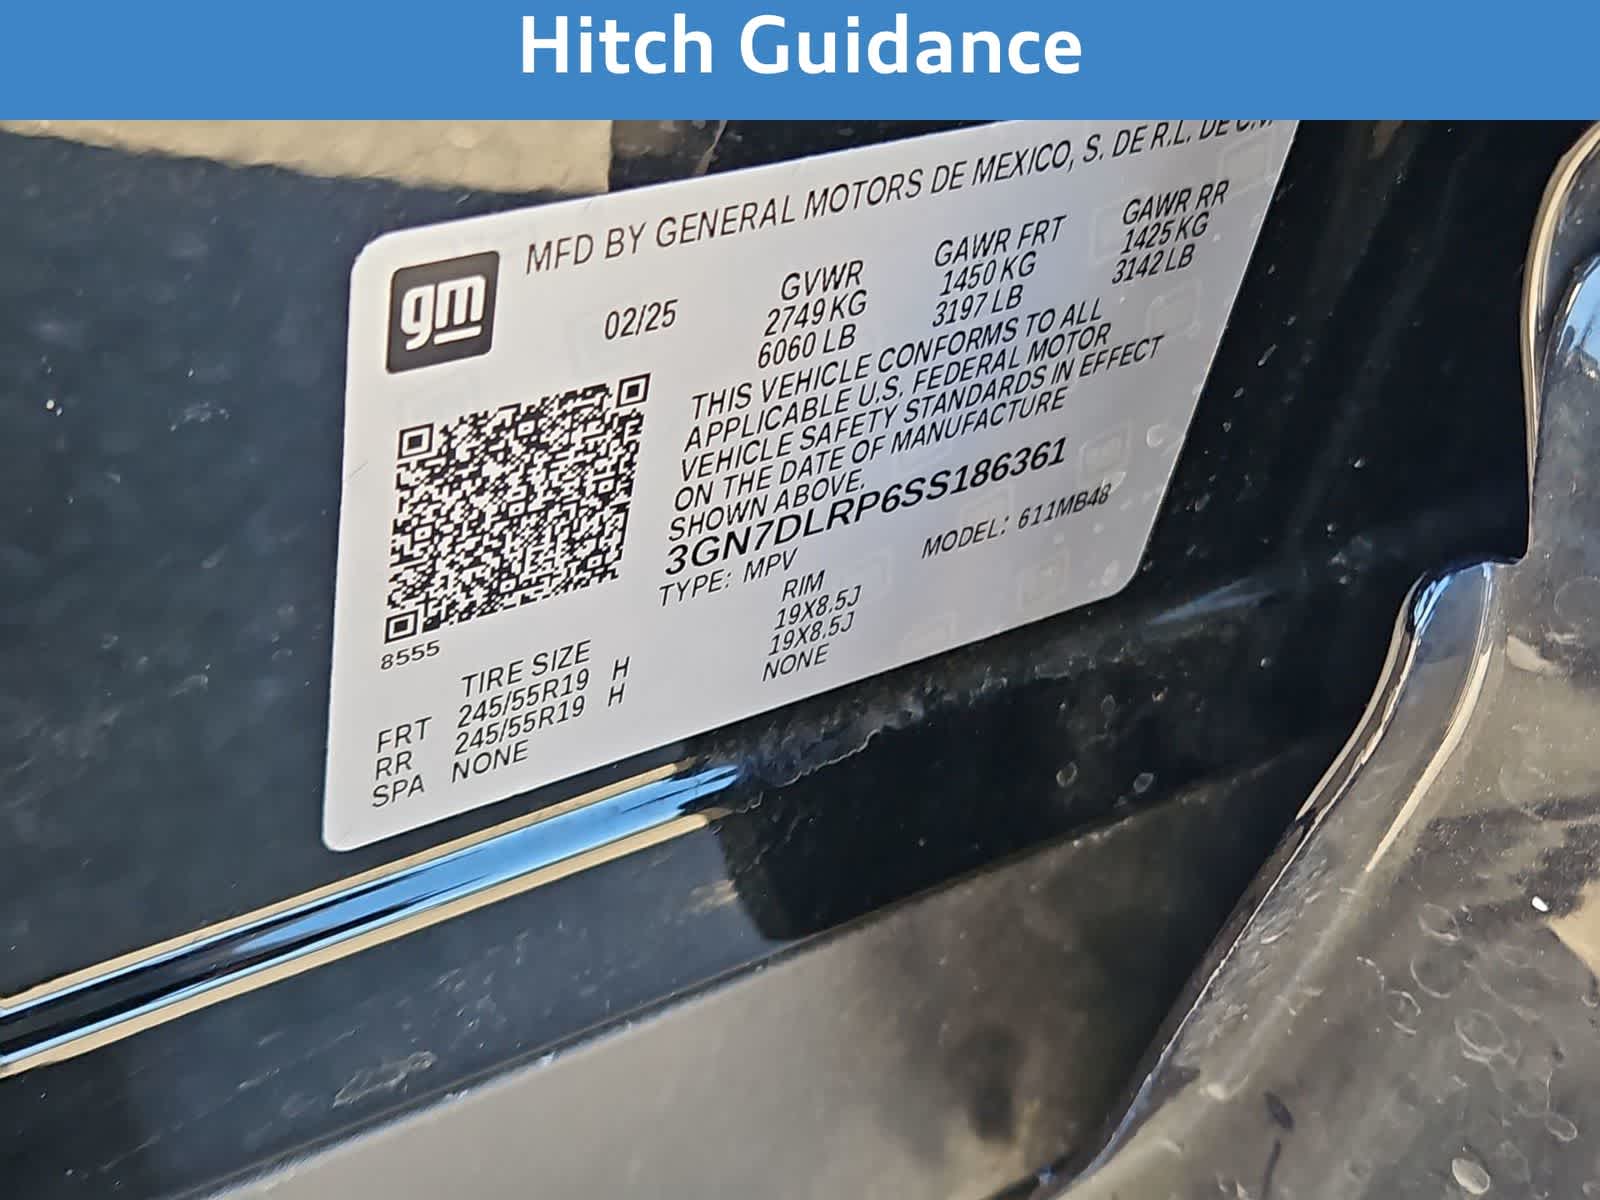 Hitch Guidance
MFD BY GENERAL MOTORS DE MEXICO, S. DE R.L. DE C.V.
gm
02/25
GVWR
2749 KG
6060 LB
GAWR FRT
1450 KG
3197 LB
GAWR RR
1425 KG
3142 LB
THIS VEHICLE CONFORMS TO ALL
APPLICABLE U.S. FEDERAL MOTOR
VEHICLE SAFETY STANDARDS IN EFFECT
ON THE DATE OF MANUFACTURE
SHOWN ABOVE.
3GN7DLRP6SS186361
TYPE: MPV MODEL: 611MB48
8555
TIRE SIZE RIM
FRT 245/55R19 H 19X8.5J
RR 245/55R19 H 19X8.5J
SPA NONE NONE